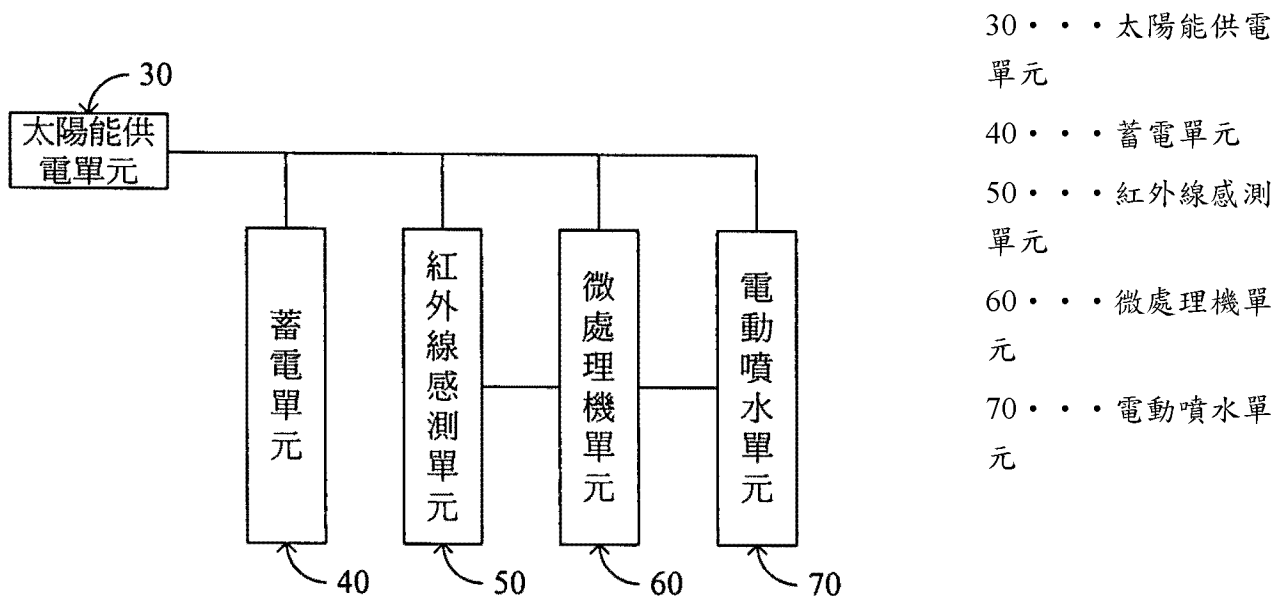 30
太陽能供
電單元
蓄電單元
紅外線感測單元
微處理機單元
電動噴水單元
40
50
60
70
30・・・太陽能供電
單元
40・・・蓄電單元
50・・・紅外線感測
單元
60・・・微處理機單
元
70・・・電動噴水單
元